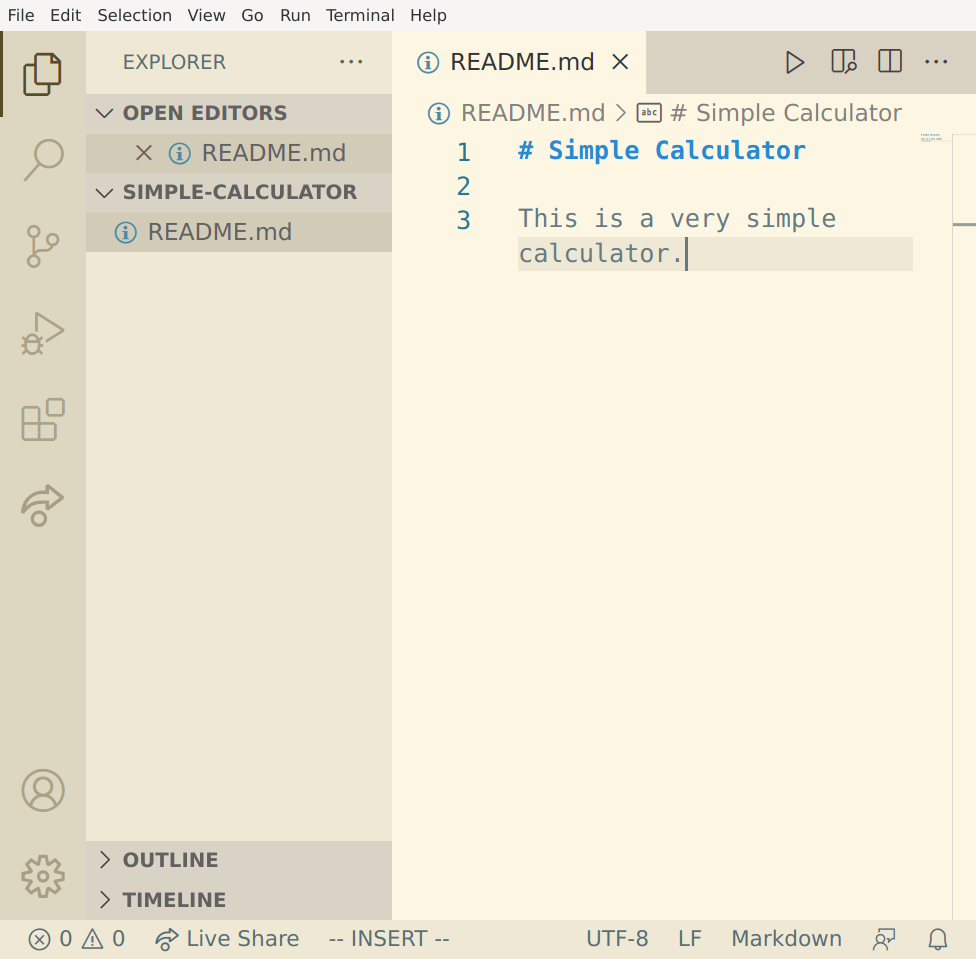 File Edit Selection View Go Run Terminal Help
EXPLORER
OPEN EDITORS
README.md
SIMPLE-CALCULATOR
README.md
OUTLINE
TIMELINE
README.md
README.md > abc # Simple Calculator
1 # Simple Calculator
2
3 This is a very simple
calculator.
0 0 Live Share -- INSERT -- UTF-8 LF Markdown